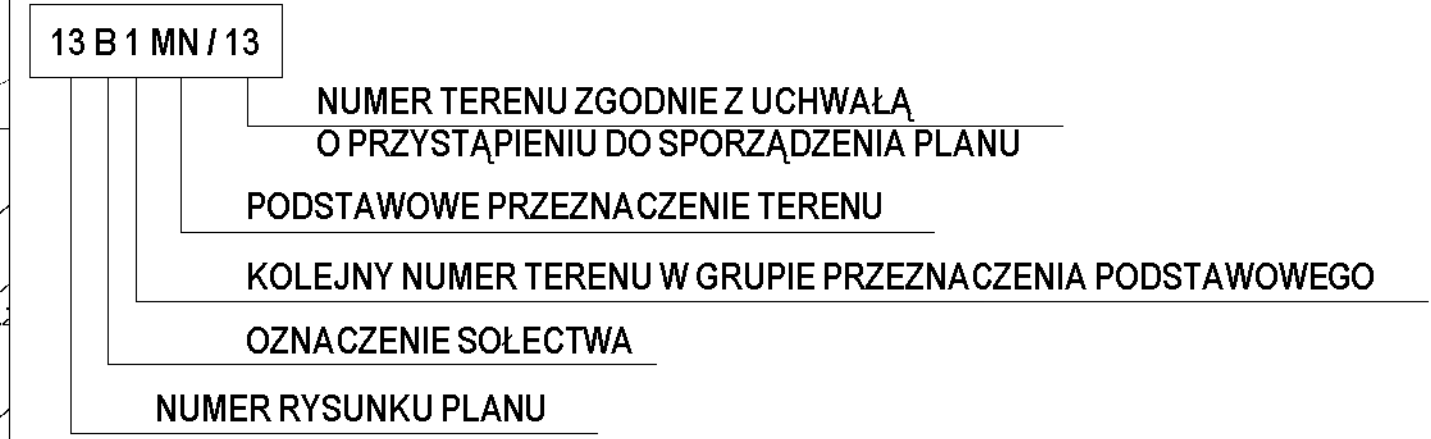 13 B 1 MN / 13
NUMER TERENU ZGODNIE Z UCHWAŁĄ
O PRZYSTĄPIENIU DO SPORZĄDZENIA PLANU
PODSTAWOWE PRZEZNACZENIE TERENU
KOLEJNY NUMER TERENU W GRUPIE PRZEZNACZENIA PODSTAWOWEGO
OZNACZENIE SOŁECTWA
NUMER RYSUNKU PLANU